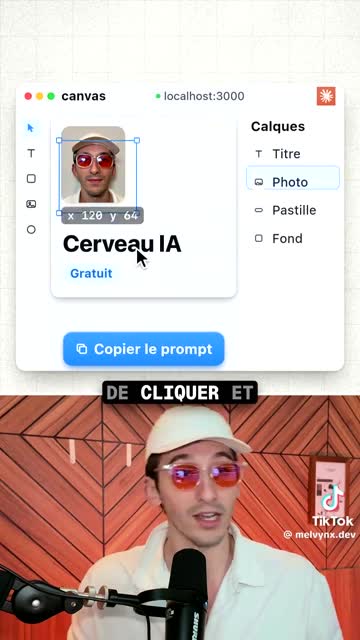 canvas
localhost:3000
Calques
Titre
Photo
Pastille
Fond
x 120 y 64
Cerveau IA
Gratuit
Copier le prompt
DE CLIQUER ET
TikTok
@ melvynx.dev
SHURE